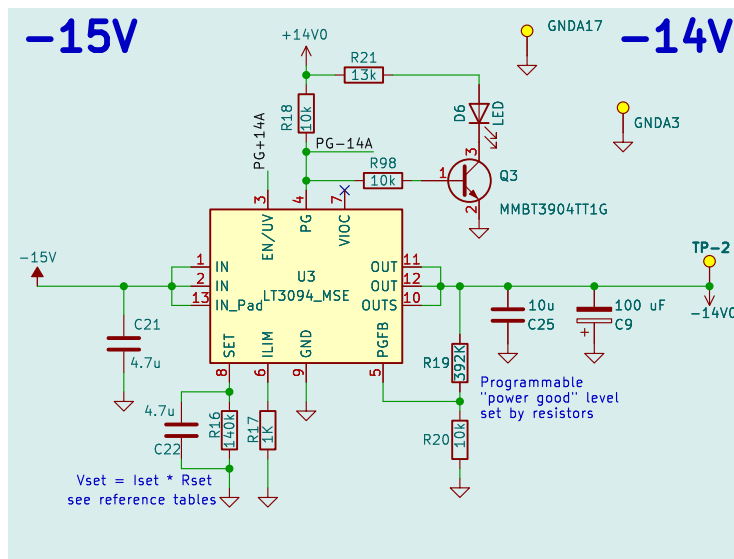 -15V
-14V
+14V0
GNDA17
R21
13k
D6
LED
R18
10k
GNDA3
PG+14A
PG-14A
R98
10k
3
1
Q3
2
MMBT3904TT1G
3
4
7
EN/UV
PG
VIOC
-15V
TP-2
1
IN
2
IN
13
IN_Pad
U3
LT3094_MSE
OUT
11
OUT
12
OUTS
10
-14V0
SET
ILIM
GND
PGFB
8
6
9
5
C21
4.7u
10u
C25
100 uF
C9
+
R19
392K
Programmable
"power good" level
set by resistors
4.7u
C22
R16
140k
R17
1K
R20
10k
Vset = Iset * Rset
see reference tables